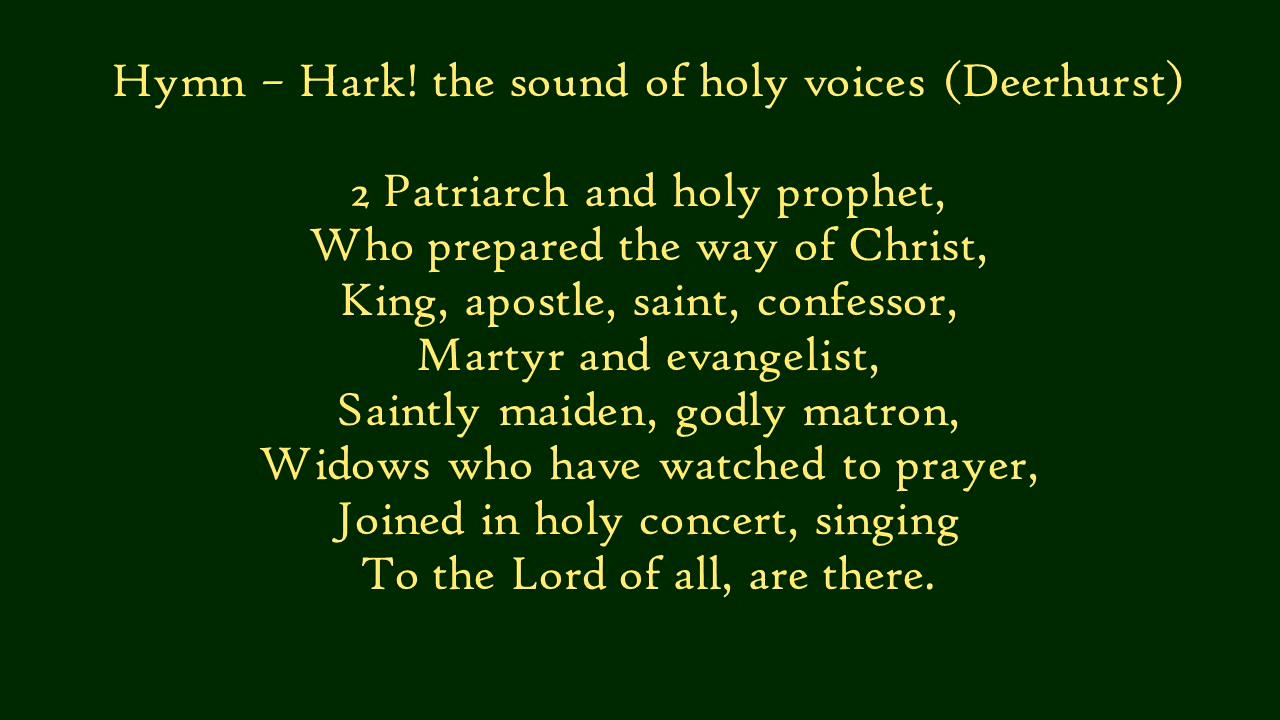 Hymn – Hark! the sound of holy voices (Deerhurst)
2 Patriarch and holy prophet,
Who prepared the way of Christ,
King, apostle, saint, confessor,
Martyr and evangelist,
Saintly maiden, godly matron,
Widows who have watched to prayer,
Joined in holy concert, singing
To the Lord of all, are there.